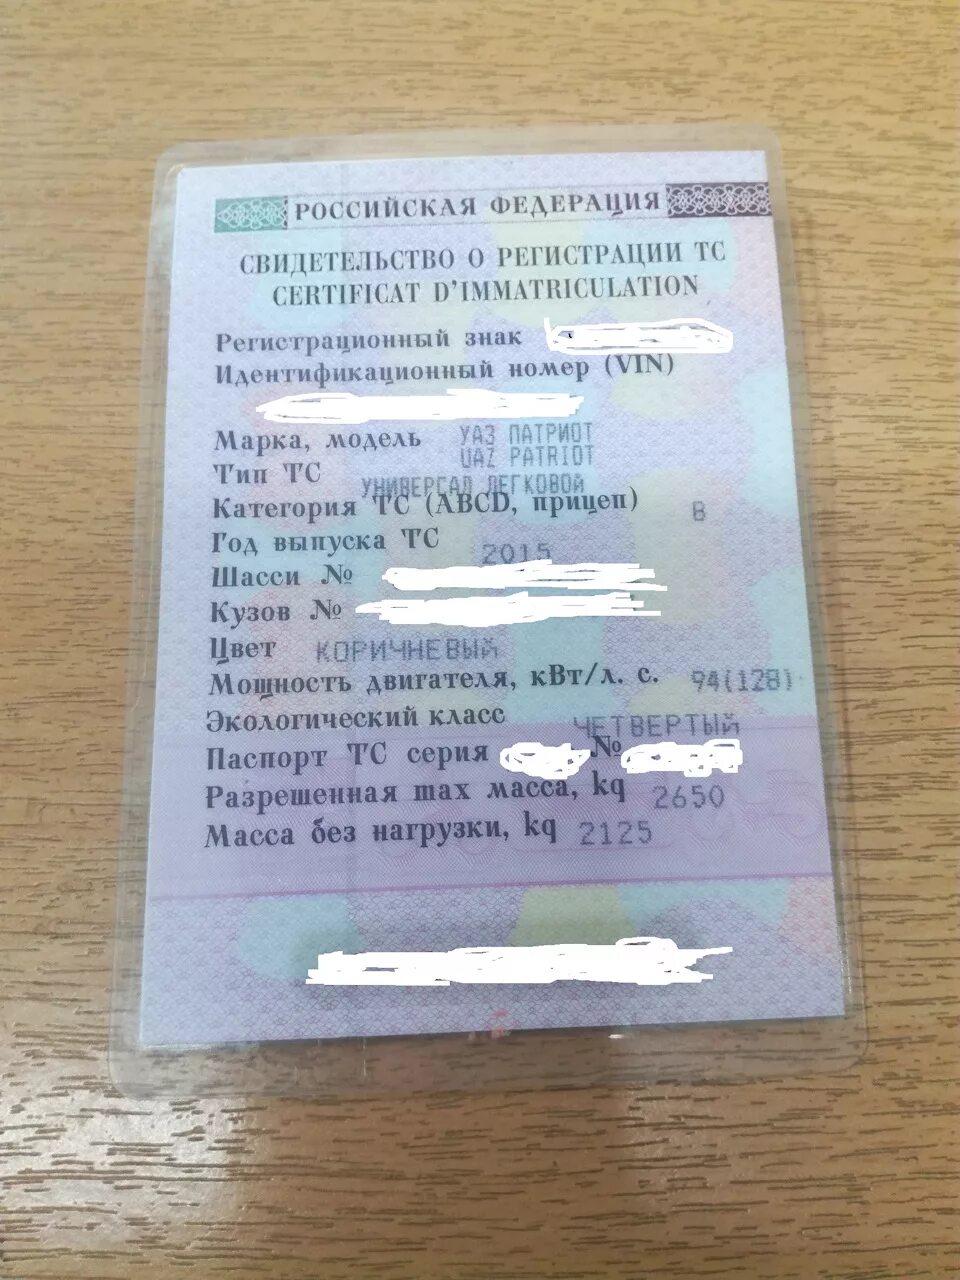 РОССИЙСКАЯ ФЕДЕРАЦИЯ
СВИДЕТЕЛЬСТВО О РЕГИСТРАЦИИ ТС
CERTIFICAT D'IMMATRICULATION
Регистрационный знак
Идентификационный номер (VIN)
Марка, модель УАЗ ПАТРИОТ
UAZ PATRIOT
Тип ТС УНИВЕРСАЛ ЛЕГКОВОЙ
Категория ТС (ABCD, прицеп) B
Год выпуска ТС 2015
Шасси №
Кузов №
Цвет КОРИЧНЕВЫЙ
Мощность двигателя, кВт/л. с. 94(128)
Экологический класс ЧЕТВЕРТЫЙ
Паспорт ТС серия №
Разрешенная max масса, kq 2650
Масса без нагрузки, kq 2125